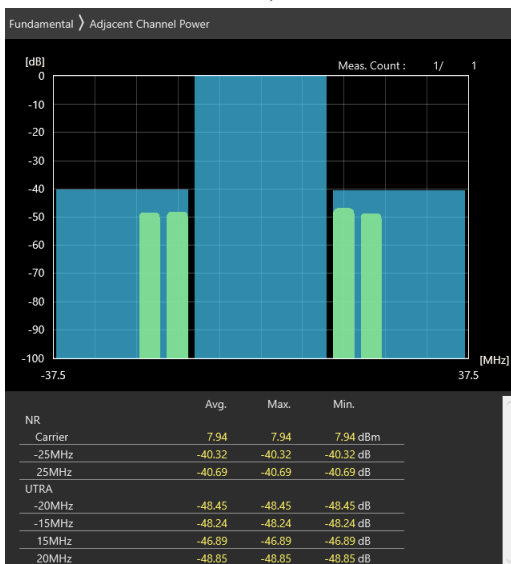 Fundamental 〉 Adjacent Channel Power
[dB]
Meas. Count : 1/ 1
0
-10
-20
-30
-40
-50
-60
-70
-80
-90
-100
[MHz]
-37.5 37.5
Avg. Max. Min.
NR
Carrier 7.94 7.94 7.94 dBm
-25MHz -40.32 -40.32 -40.32 dB
25MHz -40.69 -40.69 -40.69 dB
UTRA
-20MHz -48.45 -48.45 -48.45 dB
-15MHz -48.24 -48.24 -48.24 dB
15MHz -46.89 -46.89 -46.89 dB
20MHz -48.85 -48.85 -48.85 dB